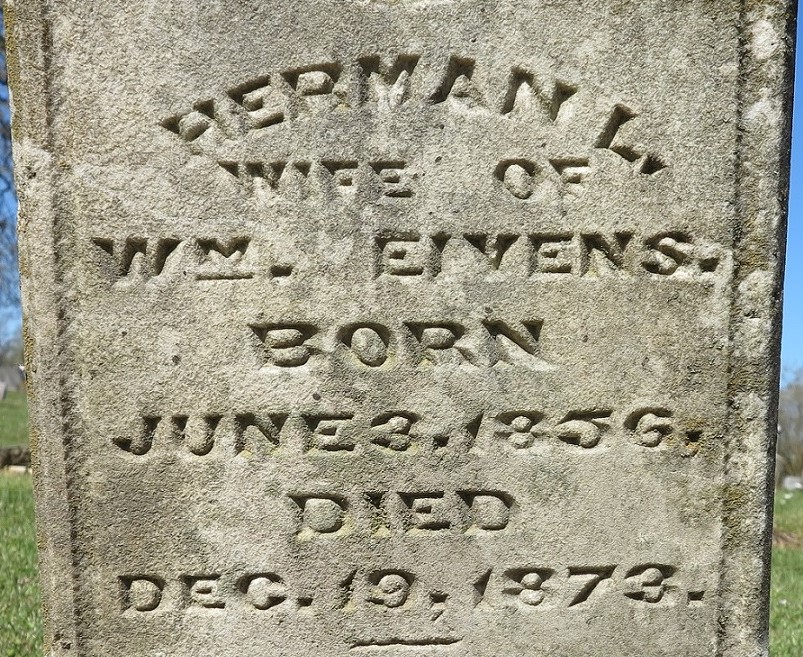 HERMAN L.
WIFE OF
WM. EIVENS.
BORN
JUNE 3, 1856.
DIED
DEC. 19, 1873.